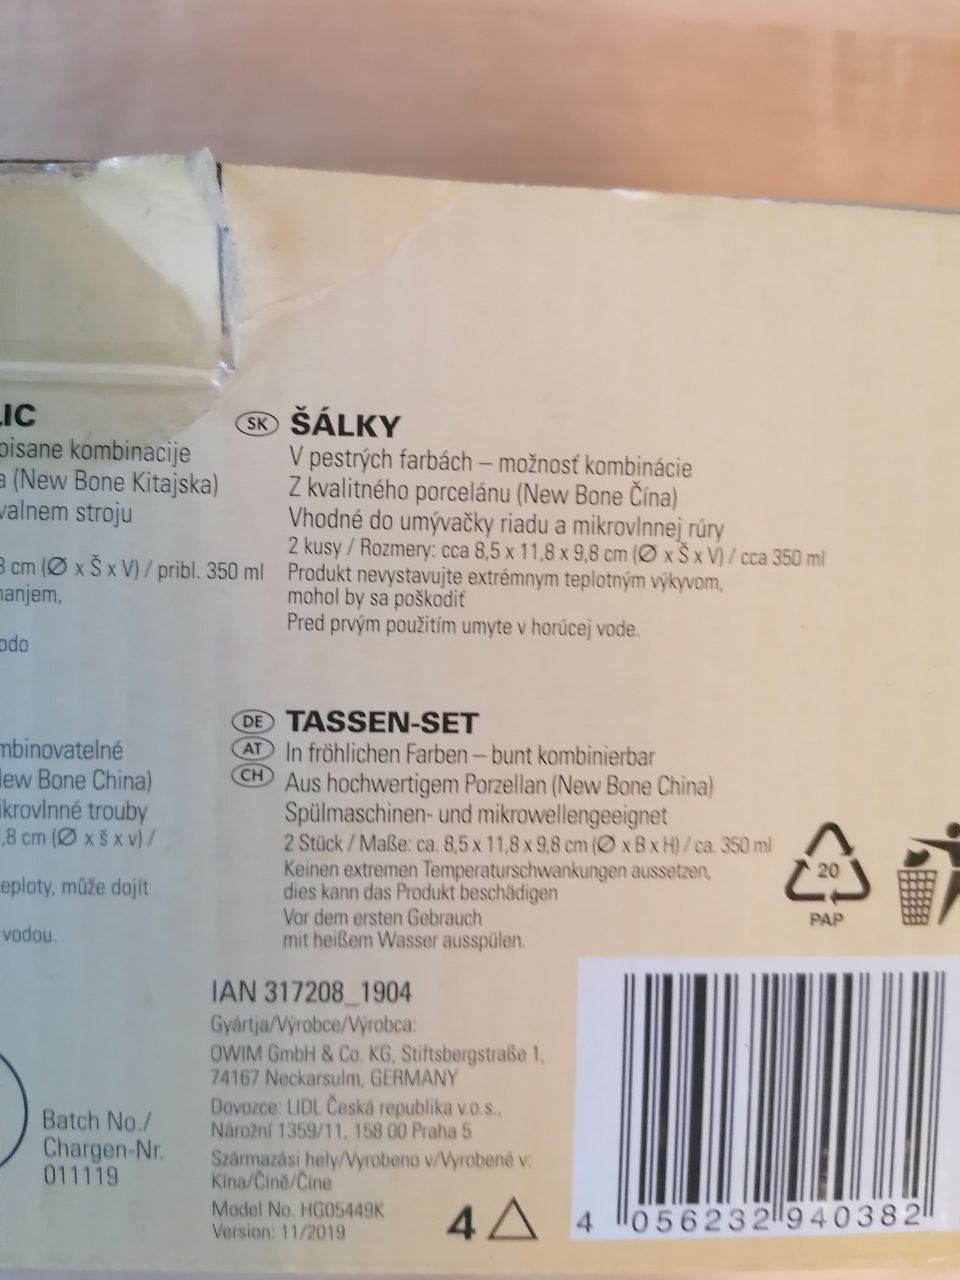 LIC
pisane kombinacije
a (New Bone Kitajska)
valnem stroju
8 cm (Ø x Š x V) / pribl. 350 ml
manjem,
odo
SK ŠÁLKY
V pestrých farbách – možnosť kombinácie
Z kvalitného porcelánu (New Bone Čína)
Vhodné do umývačky riadu a mikrovlnnej rúry
2 kusy / Rozmery: cca 8,5 x 11,8 x 9,8 cm (Ø x Š x V) / cca 350 ml
Produkt nevystavujte extrémnym teplotným výkyvom,
mohol by sa poškodiť
Pred prvým použitím umyte v horúcej vode.
mbinovatelné
New Bone China)
ikrovlnné trouby
,8 cm (Ø x š x v) /
teploty, může dojít
vodou.
DE AT CH TASSEN-SET
In fröhlichen Farben – bunt kombinierbar
Aus hochwertigem Porzellan (New Bone China)
Spülmaschinen- und mikrowellengeeignet
2 Stück / Maße: ca. 8,5 x 11,8 x 9,8 cm (Ø x B x H) / ca. 350 ml
Keinen extremen Temperaturschwankungen aussetzen,
dies kann das Produkt beschädigen
Vor dem ersten Gebrauch
mit heißem Wasser ausspülen.
20
PAP
IAN 317208_1904
Gyártja/Výrobce/Výrobca:
OWIM GmbH & Co. KG, Stiftsbergstraße 1,
74167 Neckarsulm, GERMANY
Dovozce: LIDL Česká republika v.o.s.,
Nárožní 1359/11, 158 00 Praha 5
Származási hely/Vyrobeno v/Vyrobené v:
Kína/Číně/Číne
Model No. HG05449K
Version: 11/2019
Batch No./
Chargen-Nr.
011119
4
4 056232 940382